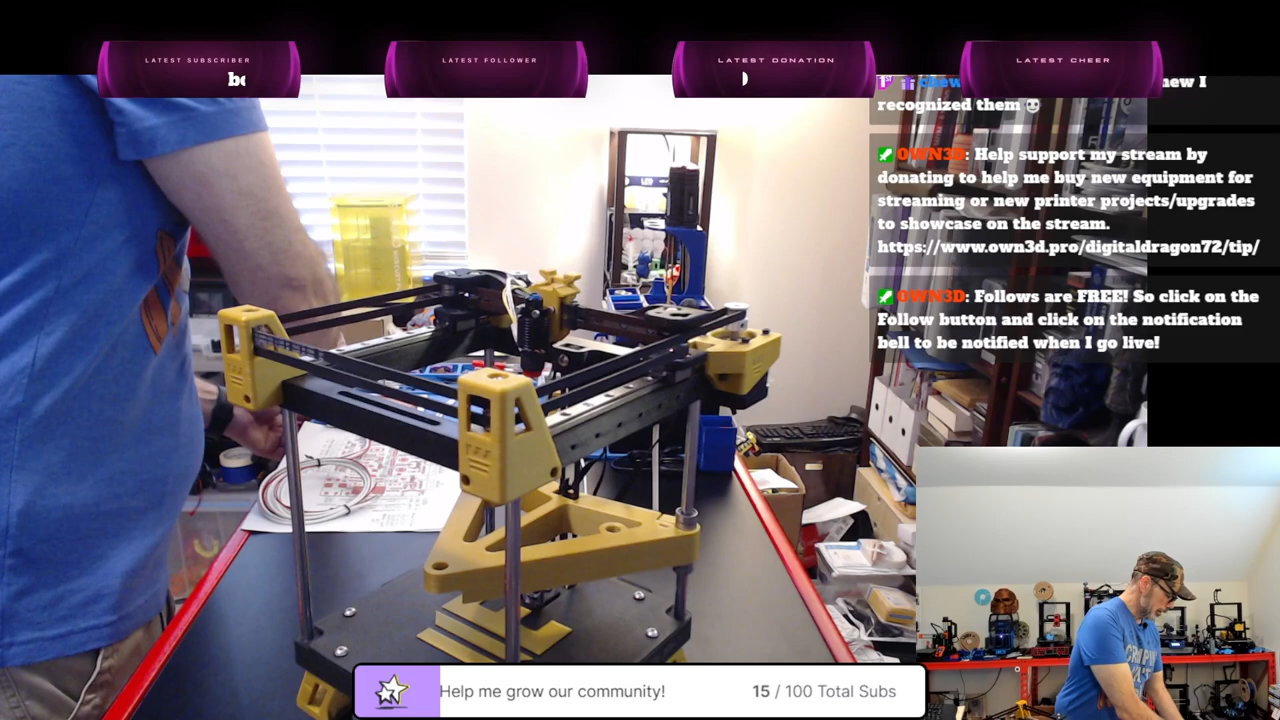 LATEST SUBSCRIBER
LATEST FOLLOWER
LATEST DONATION
LATEST CHEER
recognized them
OWN3D: Help support my stream by
donating to help me buy new equipment for
streaming or new printer projects/upgrades
to showcase on the stream.
https://www.own3d.pro/digitaldragon72/tip/
OWN3D: Follows are FREE! So click on the
Follow button and click on the notification
bell to be notified when I go live!
Help me grow our community!
15 / 100 Total Subs